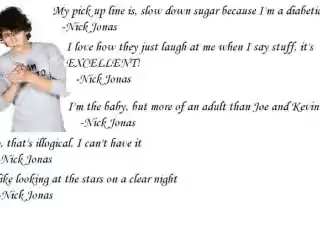 My pick up line is, slow down sugar because I'm a diabetic
-Nick Jonas
I love how they just laugh at me when I say stuff, it's
EXCELLENT!
-Nick Jonas
I'm the baby, but more of an adult than Joe and Kevin
-Nick Jonas
, that's illogical, I can't have it
-Nick Jonas
like looking at the stars on a clear night
-Nick Jonas